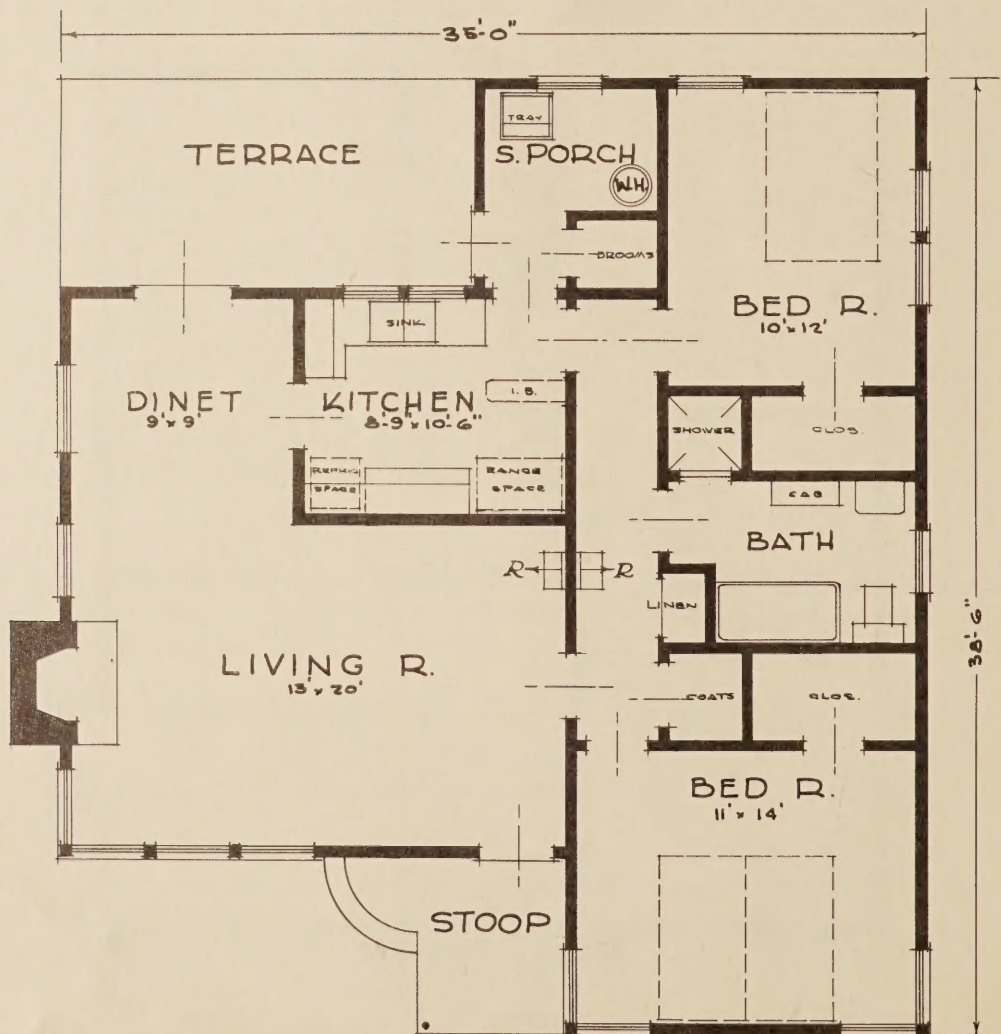 35'-0"
TERRACE
TRAY
S. PORCH
W.H.
BROOMS
SINK
BED R.
10' x 12'
DINET
9' x 9'
KITCHEN
8'-9" x 10'-6"
I. B.
SHOWER
CLOS.
REFRIG
SPACE
RANGE
SPACE
CAB
BATH
R R
LINEN
38'-6"
LIVING R.
13' x 20'
COATS
CLOS.
BED R.
11' x 14'
STOOP